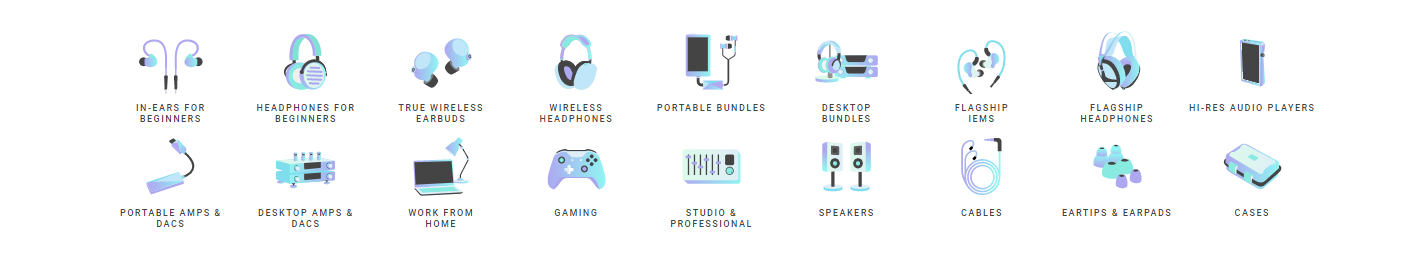 IN-EARS FOR
BEGINNERS
HEADPHONES FOR
BEGINNERS
TRUE WIRELESS
EARBUDS
WIRELESS
HEADPHONES
PORTABLE BUNDLES
DESKTOP
BUNDLES
FLAGSHIP
IEMS
FLAGSHIP
HEADPHONES
HI-RES AUDIO PLAYERS
PORTABLE AMPS &
DACS
DESKTOP AMPS &
DACS
WORK FROM
HOME
GAMING
STUDIO &
PROFESSIONAL
SPEAKERS
CABLES
EARTIPS & EARPADS
CASES